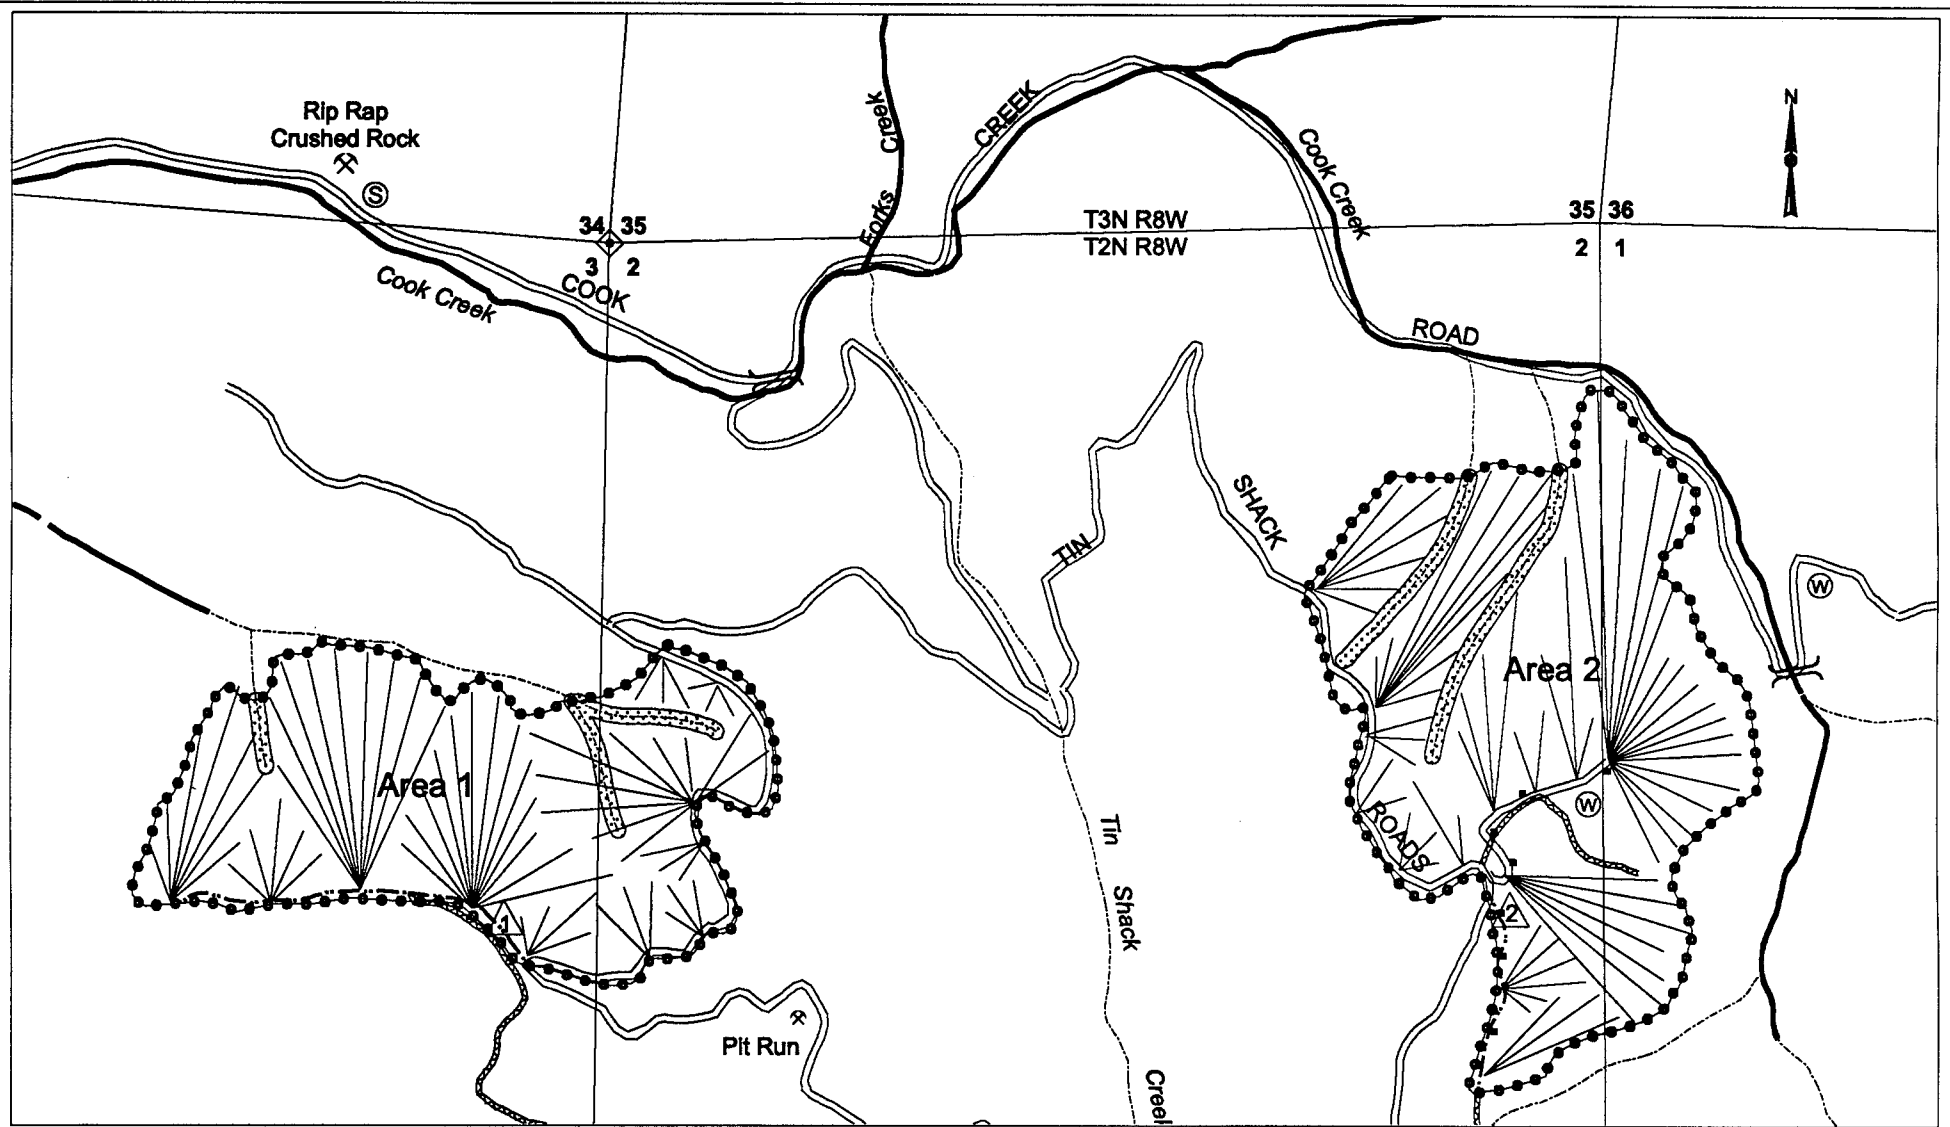 Rip Rap
Crushed Rock
S
N
Creek
Forks
CREEK
Cook Creek
34 35
3 2
T3N R8W
T2N R8W
35 36
2 1
Cook Creek
COOK
ROAD
SHACK
TIN
W
Area 2
Area 1
W
ROADS
Tin
Shack
1
2
Pit Run
Creek